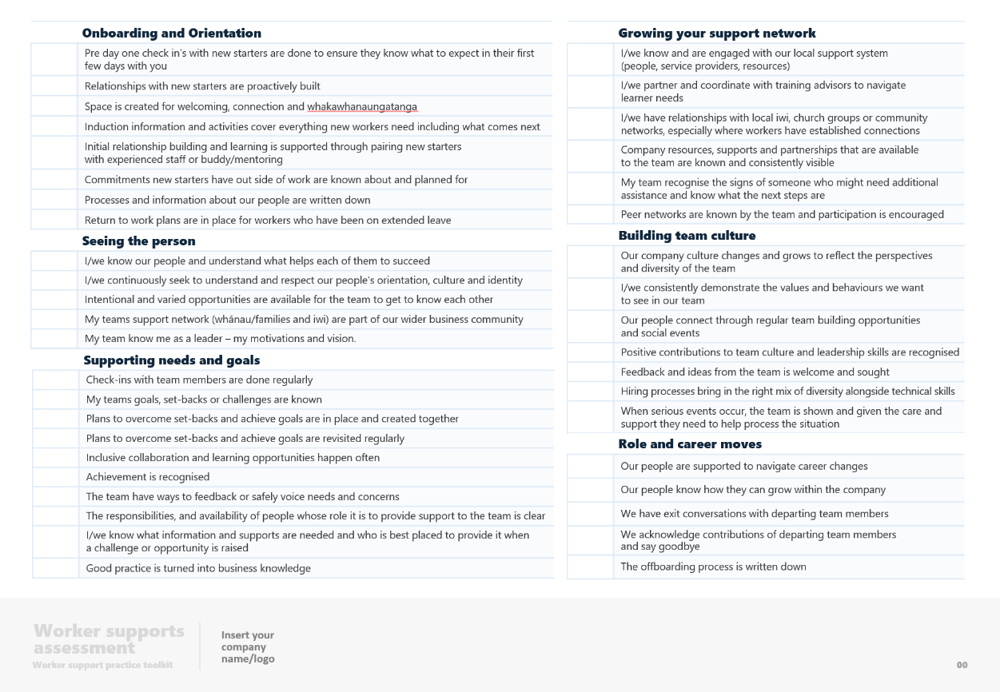 Onboarding and Orientation
Pre day one check in's with new starters are done to ensure they know what to expect in their first
few days with you
Relationships with new starters are proactively built
Space is created for welcoming, connection and whakawhanaungatanga
Induction information and activities cover everything new workers need including what comes next
Initial relationship building and learning is supported through pairing new starters
with experienced staff or buddy/mentoring
Commitments new starters have out side of work are known about and planned for
Processes and information about our people are written down
Return to work plans are in place for workers who have been on extended leave
Seeing the person
I/we know our people and understand what helps each of them to succeed
I/we continuously seek to understand and respect our people's orientation, culture and identity
Intentional and varied opportunities are available for the team to get to know each other
My teams support network (whānau/families and iwi) are part of our wider business community
My team know me as a leader – my motivations and vision.
Supporting needs and goals
Check-ins with team members are done regularly
My teams goals, set-backs or challenges are known
Plans to overcome set-backs and achieve goals are in place and created together
Plans to overcome set-backs and achieve goals are revisited regularly
Inclusive collaboration and learning opportunities happen often
Achievement is recognised
The team have ways to feedback or safely voice needs and concerns
The responsibilities, and availability of people whose role it is to provide support to the team is clear
I/we know what information and supports are needed and who is best placed to provide it when
a challenge or opportunity is raised
Good practice is turned into business knowledge
Growing your support network
I/we know and are engaged with our local support system
(people, service providers, resources)
I/we partner and coordinate with training advisors to navigate
learner needs
I/we have relationships with local iwi, church groups or community
networks, especially where workers have established connections
Company resources, supports and partnerships that are available
to the team are known and consistently visible
My team recognise the signs of someone who might need additional
assistance and know what the next steps are
Peer networks are known by the team and participation is encouraged
Building team culture
Our company culture changes and grows to reflect the perspectives
and diversity of the team
I/we consistently demonstrate the values and behaviours we want
to see in our team
Our people connect through regular team building opportunities
and social events
Positive contributions to team culture and leadership skills are recognised
Feedback and ideas from the team is welcome and sought
Hiring processes bring in the right mix of diversity alongside technical skills
When serious events occur, the team is shown and given the care and
support they need to help process the situation
Role and career moves
Our people are supported to navigate career changes
Our people know how they can grow within the company
We have exit conversations with departing team members
We acknowledge contributions of departing team members
and say goodbye
The offboarding process is written down
Worker supports
assessment
Worker support practice toolkit
Insert your
company
name/logo
00